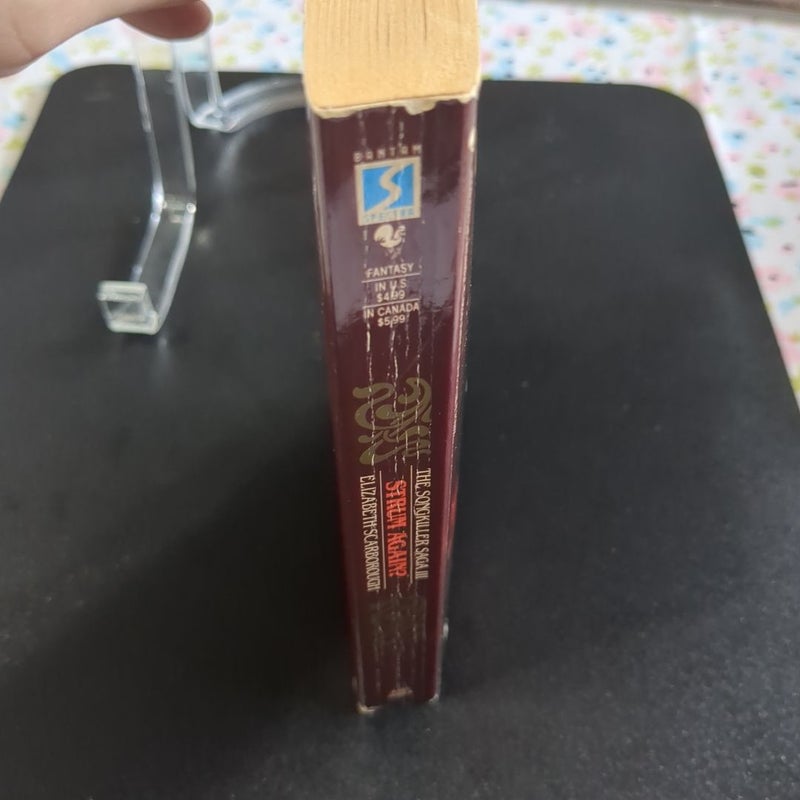 BANTAM
SPECTRA
FANTASY
IN U.S
$4.99
IN CANADA
$5.99
THE SONGKILLER SAGA III
STRUM AGAIN?
ELIZABETH SCARBOROUGH